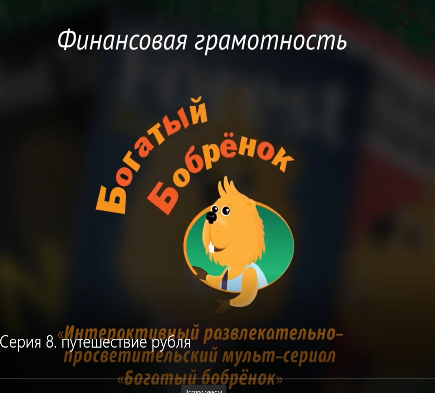 Финансовая грамотность
Богатый
Бобрёнок
«Интерактивный развлекательно-
Серия 8. путешествие рубля
просветительский мульт-сериал
«Богатый бобрёнок»